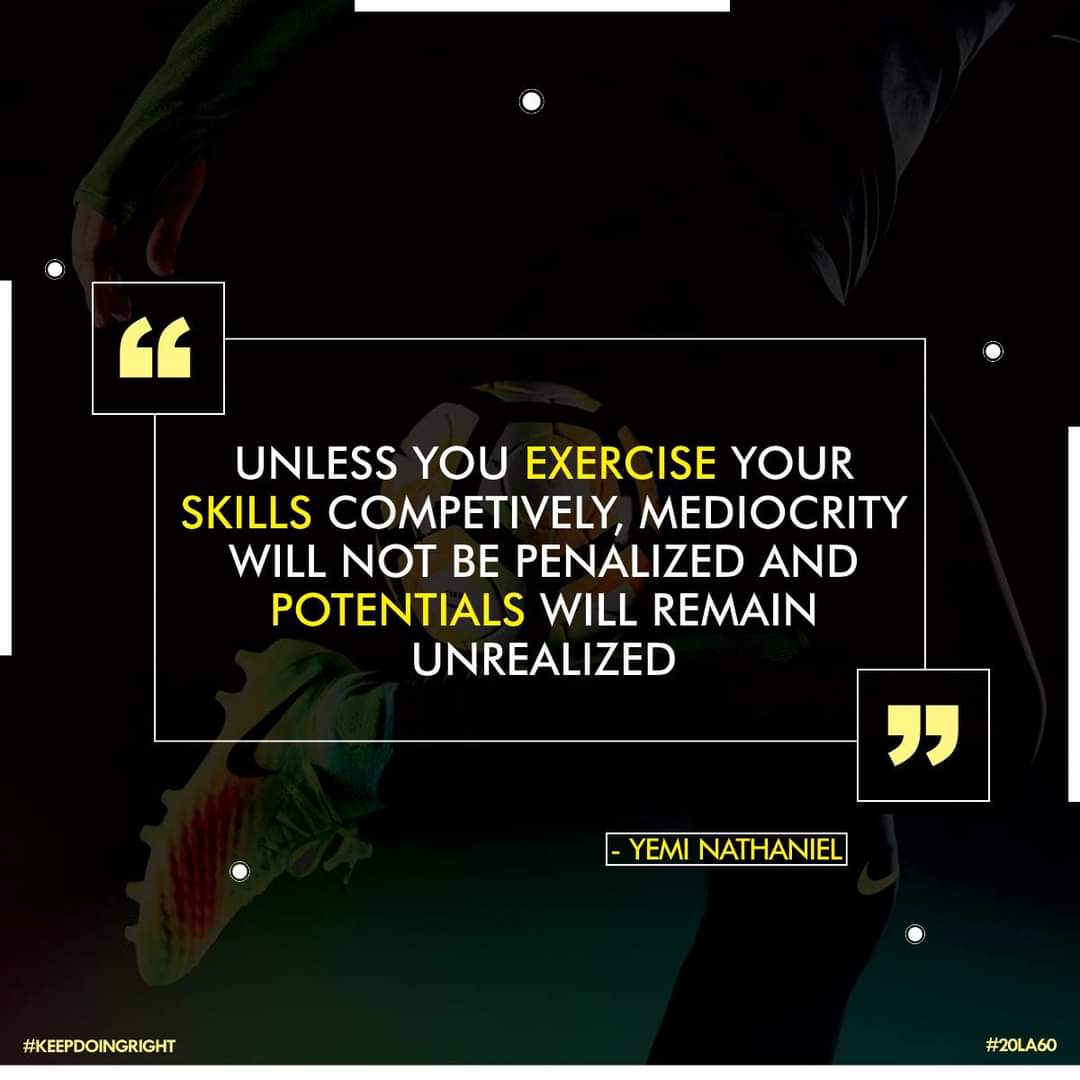 “
UNLESS YOU EXERCISE YOUR
SKILLS COMPETIVELY, MEDIOCRITY
WILL NOT BE PENALIZED AND
POTENTIALS WILL REMAIN
UNREALIZED
”
- YEMI NATHANIEL
#KEEPDOINGRIGHT
#20LA60